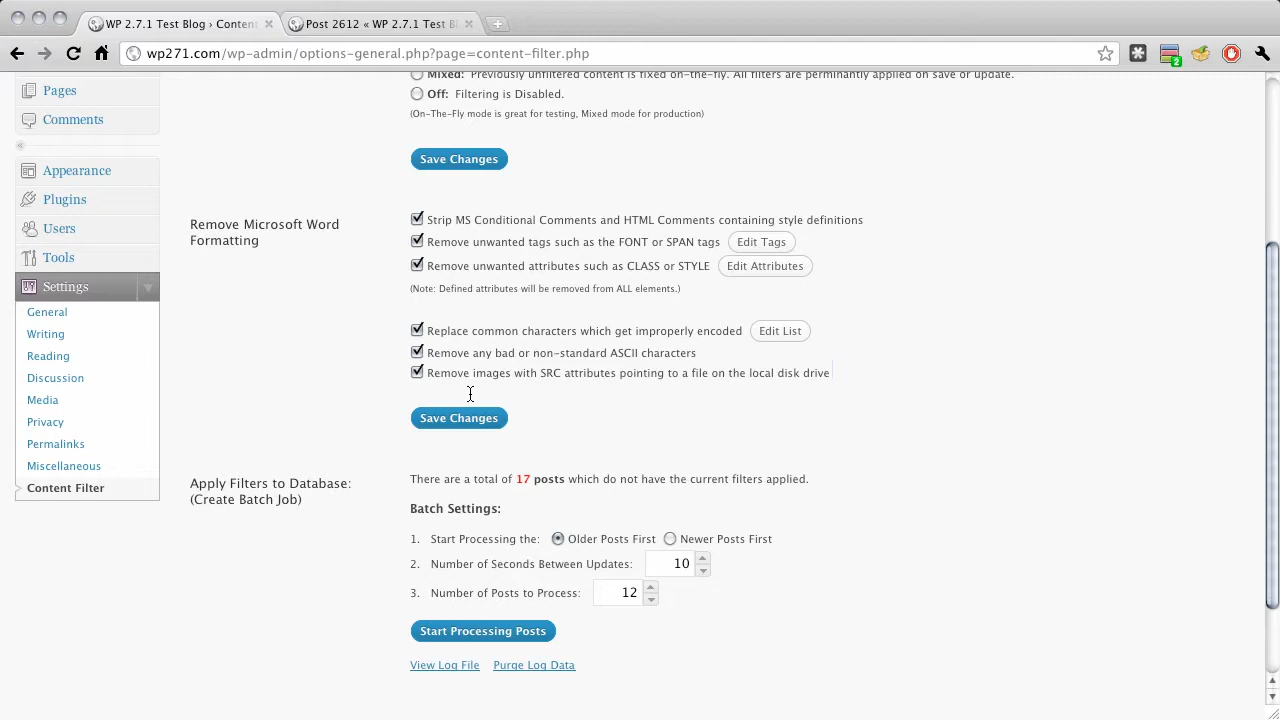 WP 2.7.1 Test Blog › Content
Post 2612 « WP 2.7.1 Test Bl
wp271.com/wp-admin/options-general.php?page=content-filter.php
2
Mixed: Previously unfiltered content is fixed on-the-fly. All filters are perminantly applied on save or update.
Pages
Off: Filtering is Disabled.
(On-The-Fly mode is great for testing, Mixed mode for production)
Comments
Save Changes
Appearance
Plugins
Users
Tools
Settings
General
Writing
Reading
Discussion
Media
Privacy
Permalinks
Miscellaneous
Content Filter
Remove Microsoft Word
Formatting
Strip MS Conditional Comments and HTML Comments containing style definitions
Remove unwanted tags such as the FONT or SPAN tags Edit Tags
Remove unwanted attributes such as CLASS or STYLE Edit Attributes
(Note: Defined attributes will be removed from ALL elements.)
Replace common characters which get improperly encoded Edit List
Remove any bad or non-standard ASCII characters
Remove images with SRC attributes pointing to a file on the local disk drive
Save Changes
Apply Filters to Database:
(Create Batch Job)
There are a total of 17 posts which do not have the current filters applied.
Batch Settings:
1. Start Processing the: Older Posts First Newer Posts First
2. Number of Seconds Between Updates: 10
3. Number of Posts to Process: 12
Start Processing Posts
View Log File Purge Log Data